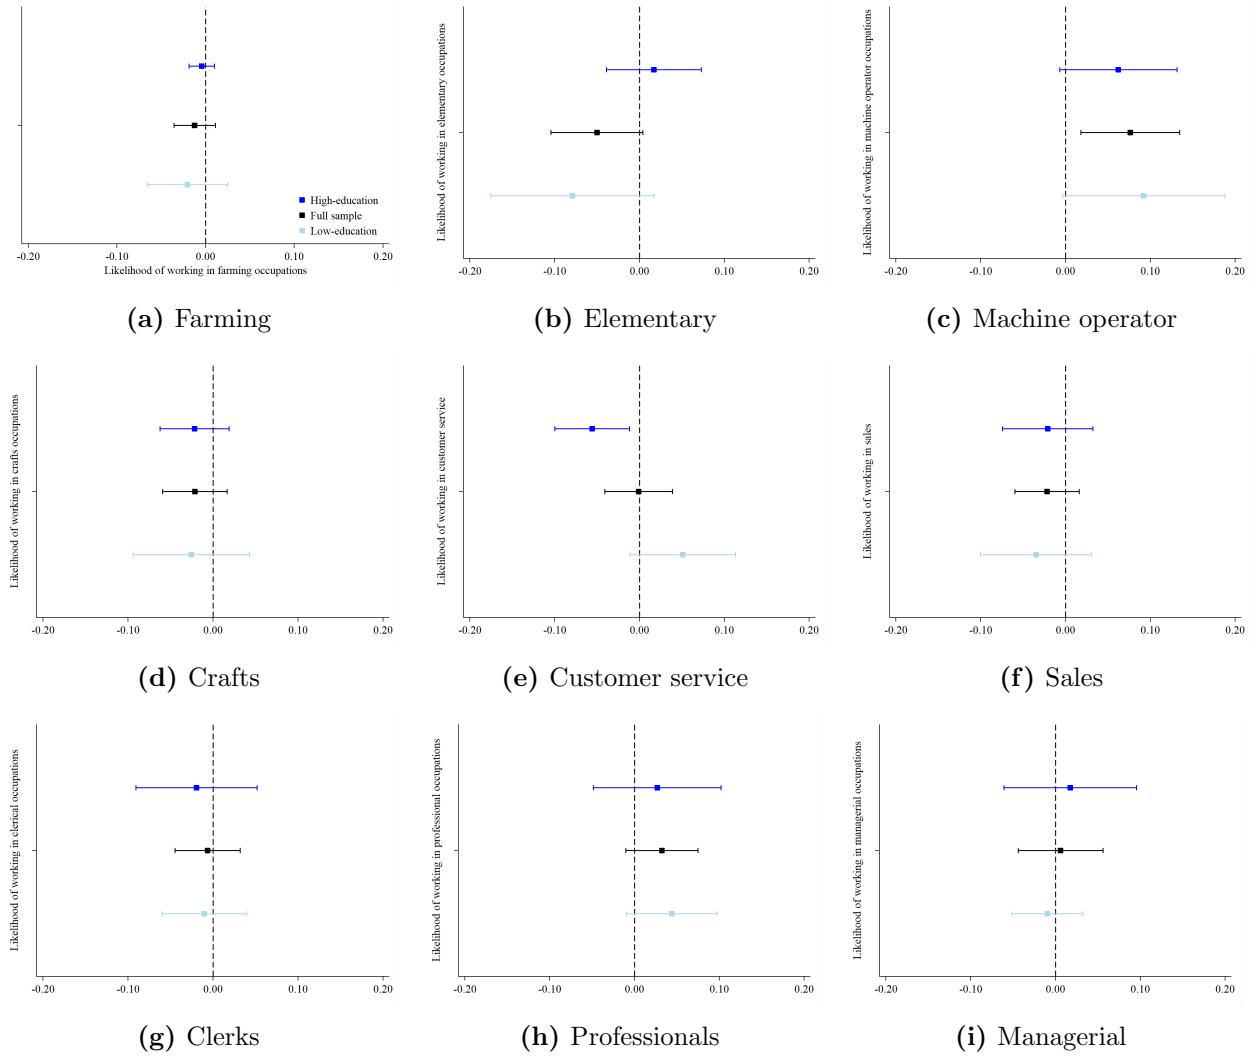 High-education
Full sample
Low-education
-0.20 -0.10 0.00 0.10 0.20
Likelihood of working in farming occupations
(a) Farming
Likelihood of working in elementary occupations
-0.20 -0.10 0.00 0.10 0.20
(b) Elementary
Likelihood of working in machine operator occupations
-0.20 -0.10 0.00 0.10 0.20
(c) Machine operator
Likelihood of working in crafts occupations
-0.20 -0.10 0.00 0.10 0.20
(d) Crafts
Likelihood of working in customer service
-0.20 -0.10 0.00 0.10 0.20
(e) Customer service
Likelihood of working in sales
-0.20 -0.10 0.00 0.10 0.20
(f) Sales
Likelihood of working in clerical occupations
-0.20 -0.10 0.00 0.10 0.20
(g) Clerks
Likelihood of working in professional occupations
-0.20 -0.10 0.00 0.10 0.20
(h) Professionals
Likelihood of working in managerial occupations
-0.20 -0.10 0.00 0.10 0.20
(i) Managerial